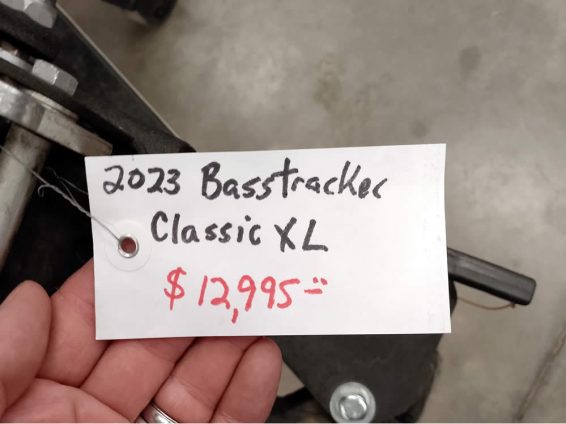 2023 Basstracker
Classic XL
$12,995=